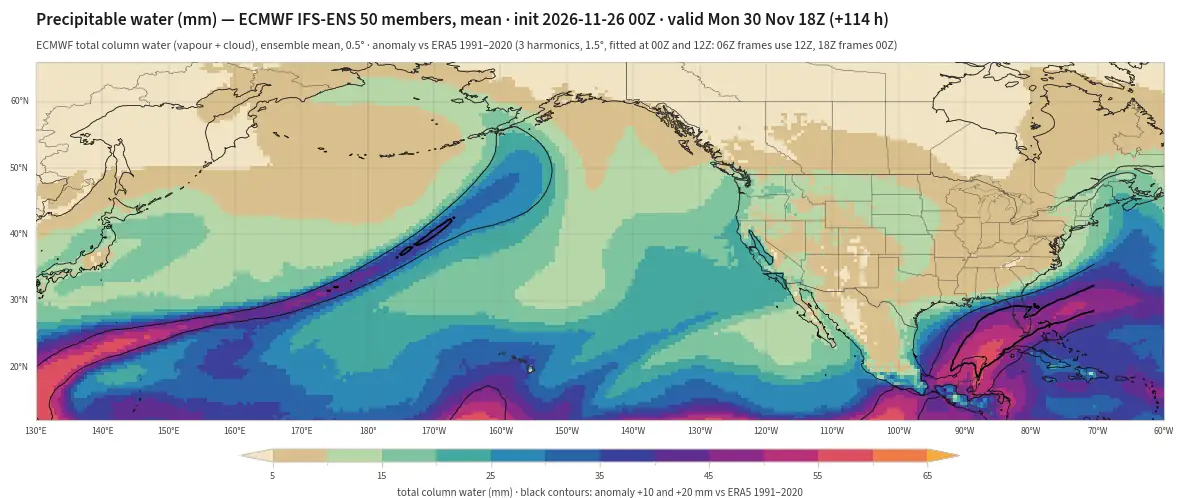 Precipitable water (mm) — ECMWF IFS-ENS 50 members, mean · init 2026-11-26 00Z · valid Mon 30 Nov 18Z (+114 h)
ECMWF total column water (vapour + cloud), ensemble mean, 0.5° · anomaly vs ERA5 1991–2020 (3 harmonics, 1.5°, fitted at 00Z and 12Z: 06Z frames use 12Z, 18Z frames 00Z)
60°N
50°N
40°N
30°N
20°N
130°E 140°E 150°E 160°E 170°E 180° 170°W 160°W 150°W 140°W 130°W 120°W 110°W 100°W 90°W 80°W 70°W 60°W
5 15 25 35 45 55 65
total column water (mm) · black contours: anomaly +10 and +20 mm vs ERA5 1991–2020